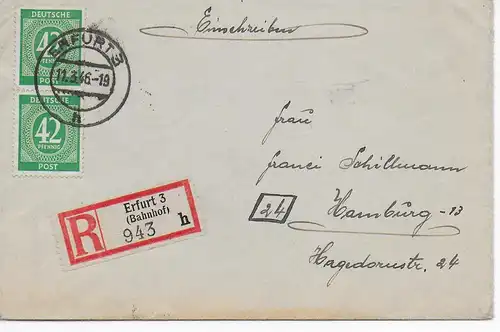 Einschreiben
DEUTSCHE
42
PFENNIG
POST
ERFURT 3
11.3.46-19
h
DEUTSCHE
42
PFENNIG
POST
Frau
Franci Schillmann
24
Hamburg-13
Hagedornstr. 24
R
Erfurt 3
(Bahnhof)
943 h